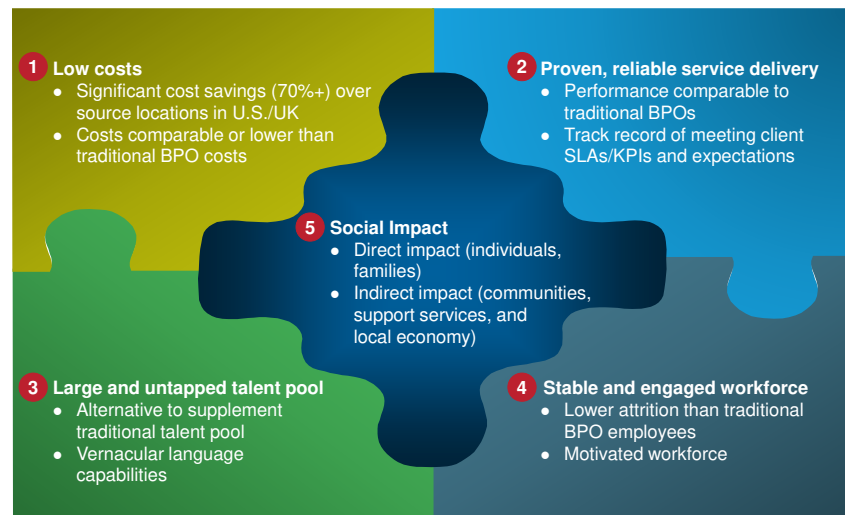 1 Low costs
● Significant cost savings (70%+) over
source locations in U.S./UK
● Costs comparable or lower than
traditional BPO costs
2 Proven, reliable service delivery
● Performance comparable to
traditional BPOs
● Track record of meeting client
SLAs/KPIs and expectations
5 Social Impact
● Direct impact (individuals,
families)
● Indirect impact (communities,
support services, and
local economy)
3 Large and untapped talent pool
● Alternative to supplement
traditional talent pool
● Vernacular language
capabilities
4 Stable and engaged workforce
● Lower attrition than traditional
BPO employees
● Motivated workforce